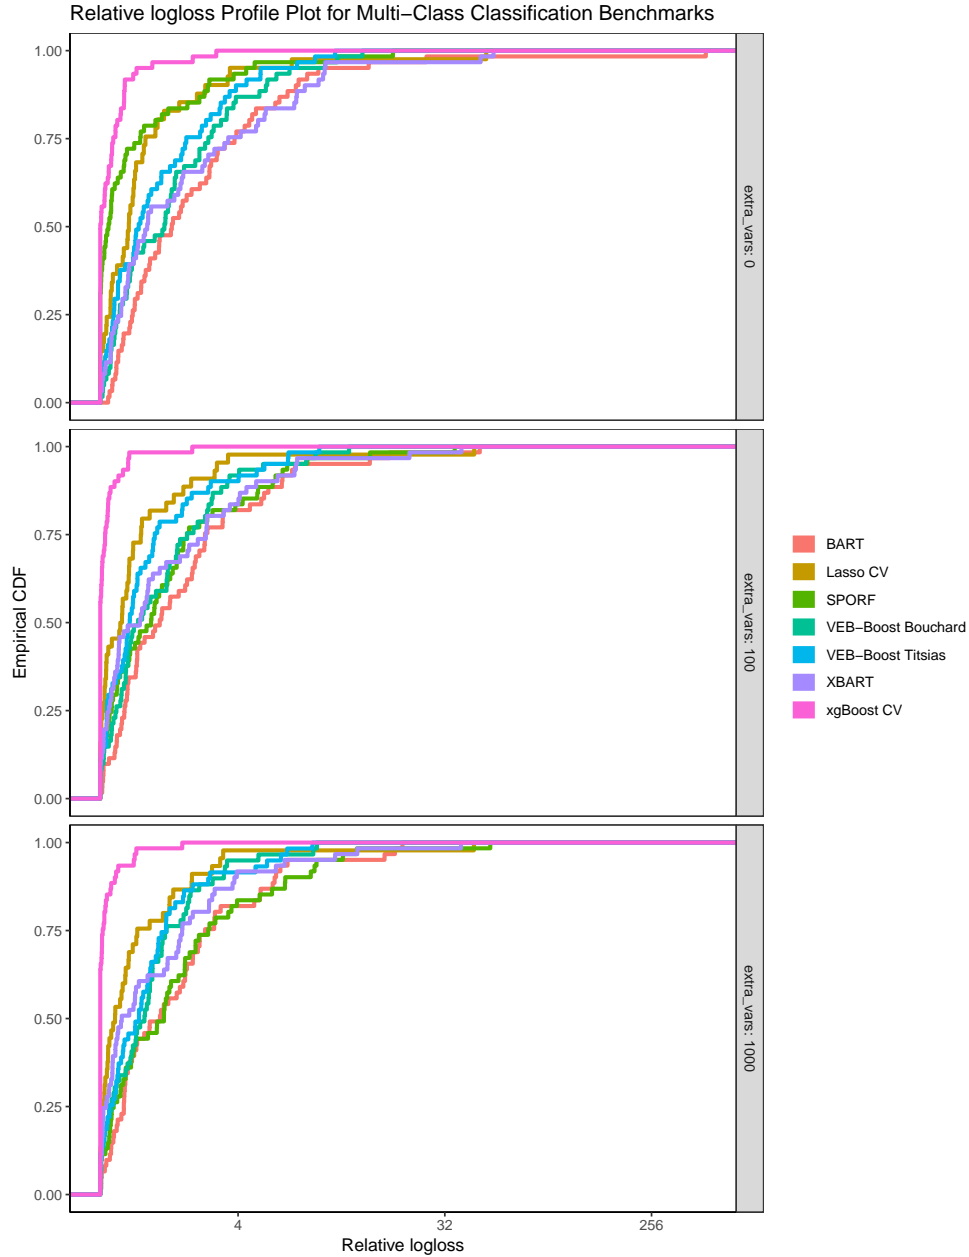 Relative logloss Profile Plot for Multi−Class Classification Benchmarks
1.00
0.75
0.50
0.25
0.00
extra_vars: 0
1.00
0.75
0.50
0.25
0.00
extra_vars: 100
1.00
0.75
0.50
0.25
0.00
extra_vars: 1000
Empirical CDF
4
32
256
Relative logloss
BART
Lasso CV
SPORF
VEB−Boost Bouchard
VEB−Boost Titsias
XBART
xgBoost CV